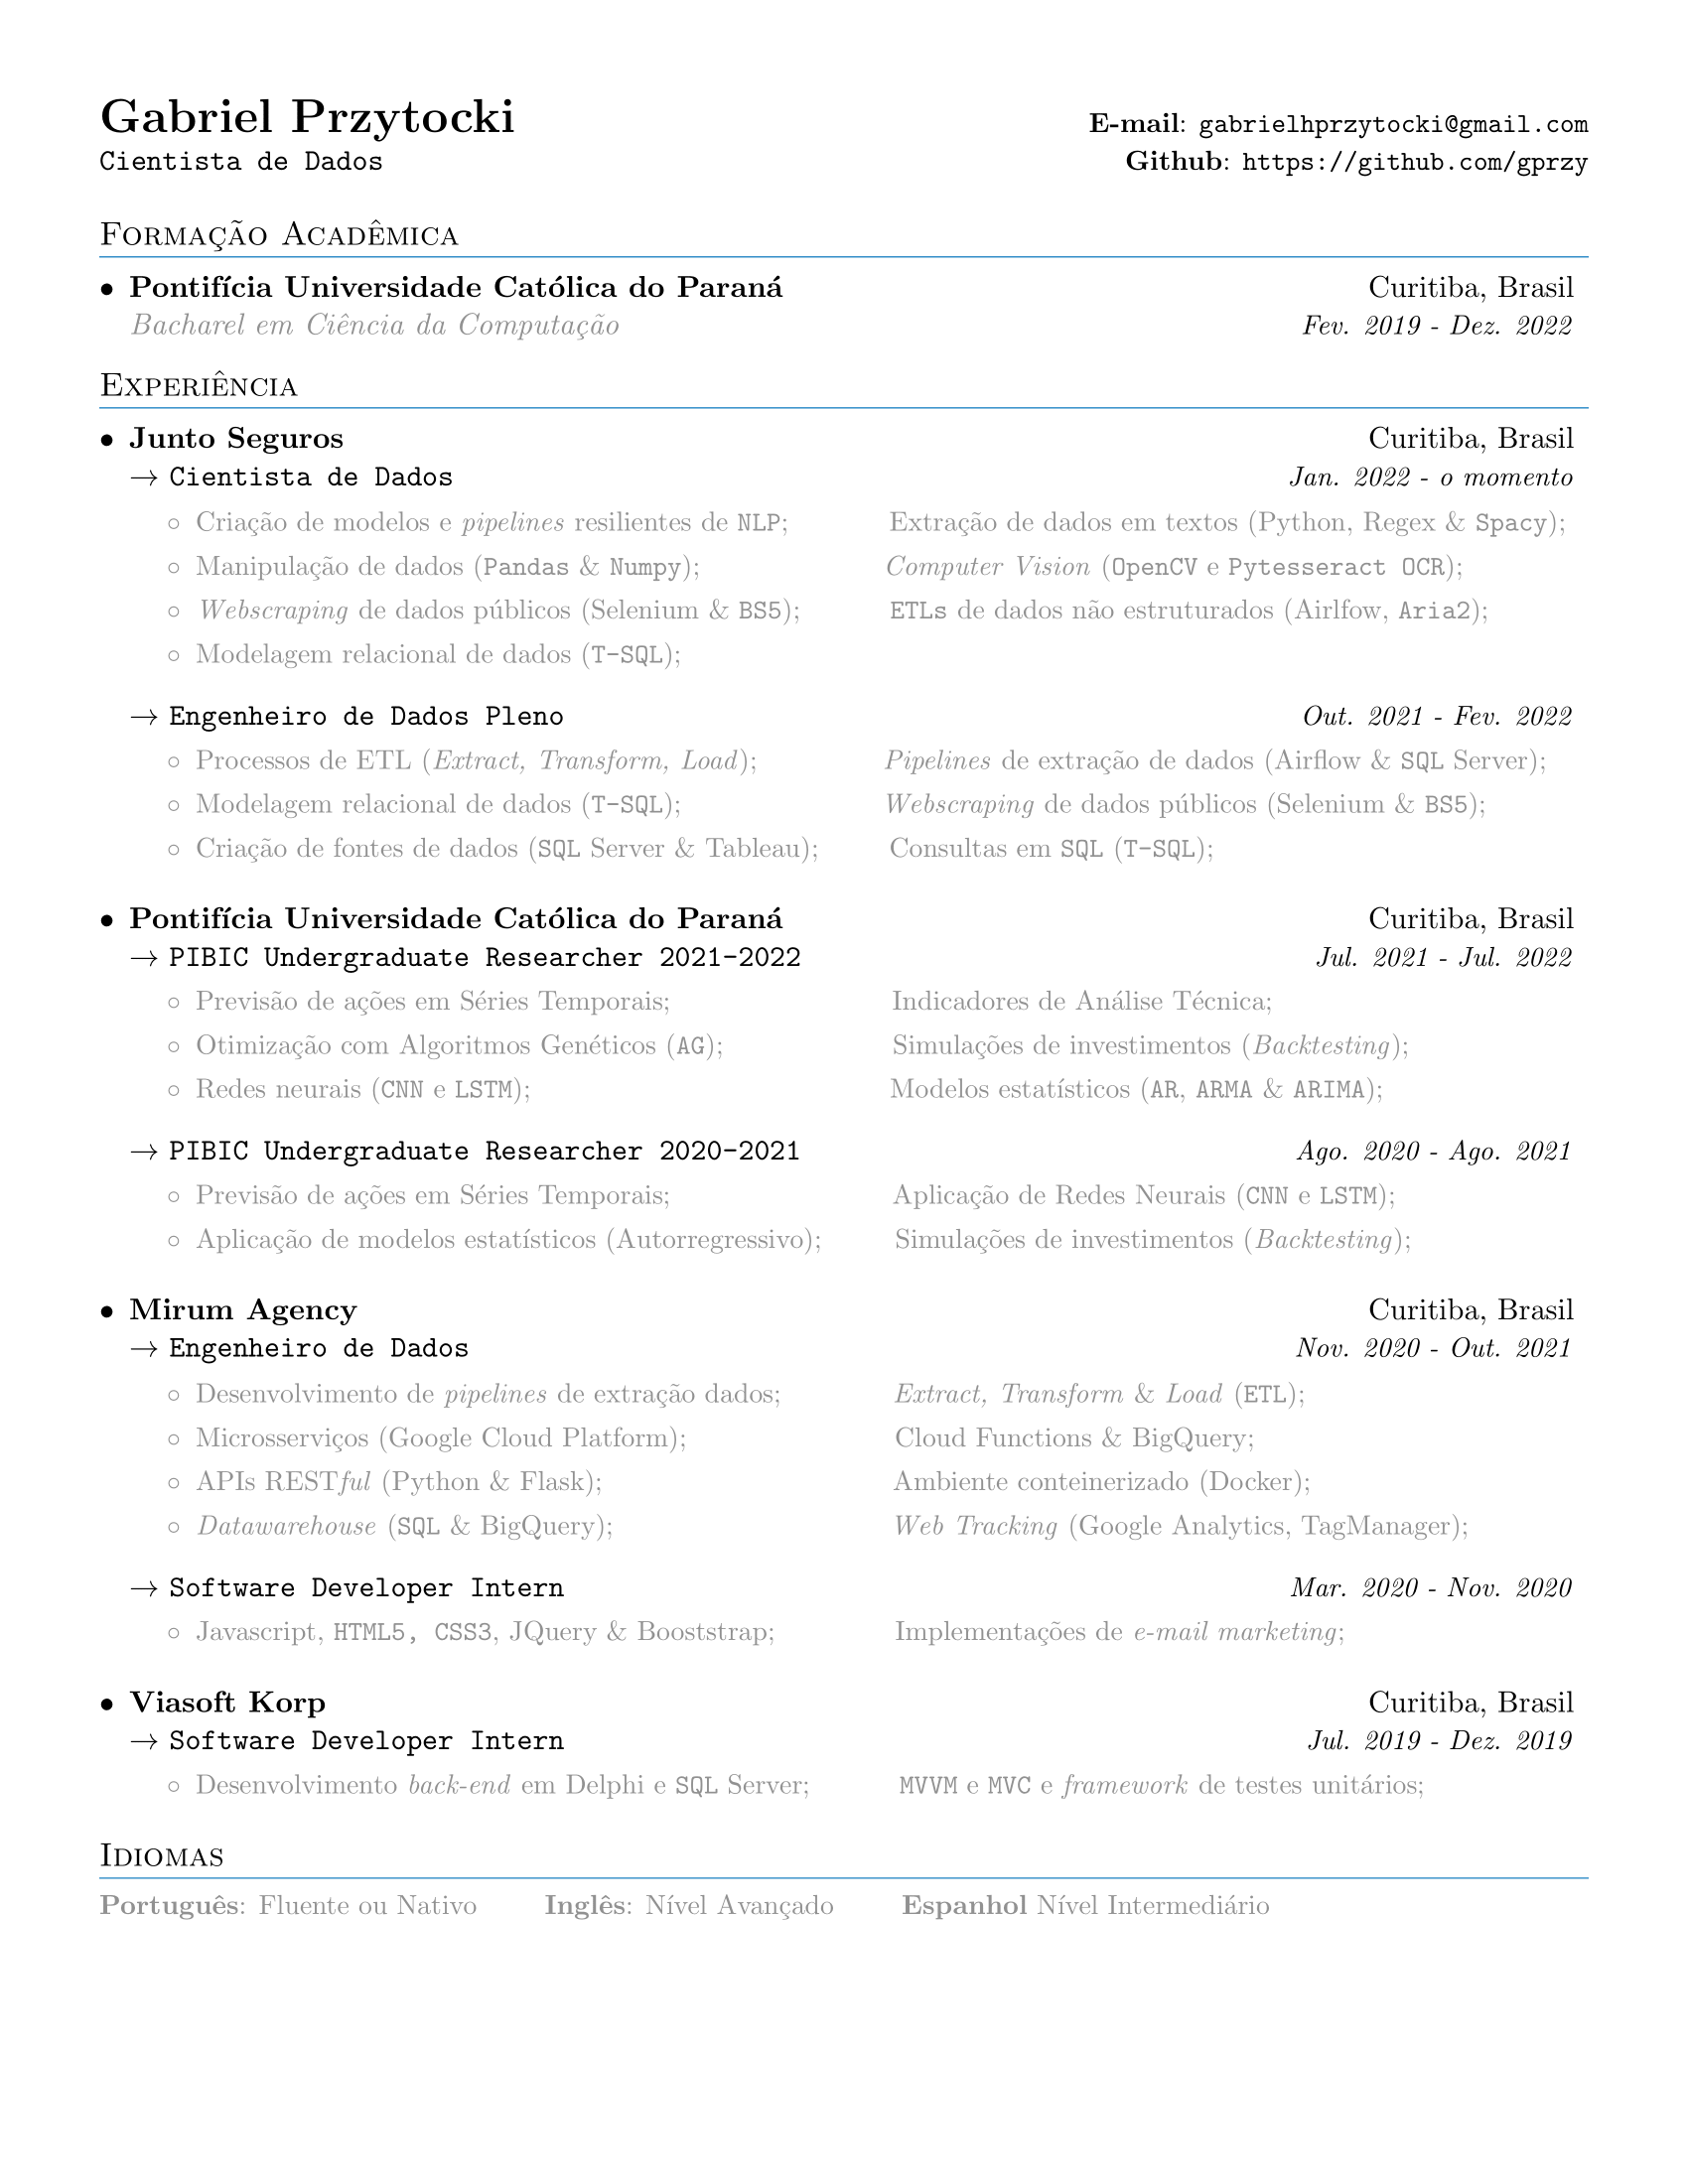 Gabriel Przytocki
E-mail: gabrielhprzytocki@gmail.com
Cientista de Dados
Github: https://github.com/gprzy
Formação Acadêmica
• Pontifícia Universidade Católica do Paraná Curitiba, Brasil
Bacharel em Ciência da Computação Fev. 2019 - Dez. 2022
Experiência
• Junto Seguros Curitiba, Brasil
→ Cientista de Dados Jan. 2022 - o momento
◦ Criação de modelos e pipelines resilientes de NLP; Extração de dados em textos (Python, Regex & Spacy);
◦ Manipulação de dados (Pandas & Numpy); Computer Vision (OpenCV e Pytesseract OCR);
◦ Webscraping de dados públicos (Selenium & BS5); ETLs de dados não estruturados (Airlfow, Aria2);
◦ Modelagem relacional de dados (T-SQL);
→ Engenheiro de Dados Pleno Out. 2021 - Fev. 2022
◦ Processos de ETL (Extract, Transform, Load); Pipelines de extração de dados (Airflow & SQL Server);
◦ Modelagem relacional de dados (T-SQL); Webscraping de dados públicos (Selenium & BS5);
◦ Criação de fontes de dados (SQL Server & Tableau); Consultas em SQL (T-SQL);
• Pontifícia Universidade Católica do Paraná Curitiba, Brasil
→ PIBIC Undergraduate Researcher 2021-2022 Jul. 2021 - Jul. 2022
◦ Previsão de ações em Séries Temporais; Indicadores de Análise Técnica;
◦ Otimização com Algoritmos Genéticos (AG); Simulações de investimentos (Backtesting);
◦ Redes neurais (CNN e LSTM); Modelos estatísticos (AR, ARMA & ARIMA);
→ PIBIC Undergraduate Researcher 2020-2021 Ago. 2020 - Ago. 2021
◦ Previsão de ações em Séries Temporais; Aplicação de Redes Neurais (CNN e LSTM);
◦ Aplicação de modelos estatísticos (Autorregressivo); Simulações de investimentos (Backtesting);
• Mirum Agency Curitiba, Brasil
→ Engenheiro de Dados Nov. 2020 - Out. 2021
◦ Desenvolvimento de pipelines de extração dados; Extract, Transform & Load (ETL);
◦ Microsserviços (Google Cloud Platform); Cloud Functions & BigQuery;
◦ APIs RESTful (Python & Flask); Ambiente conteinerizado (Docker);
◦ Datawarehouse (SQL & BigQuery); Web Tracking (Google Analytics, TagManager);
→ Software Developer Intern Mar. 2020 - Nov. 2020
◦ Javascript, HTML5, CSS3, JQuery & Booststrap; Implementações de e-mail marketing;
• Viasoft Korp Curitiba, Brasil
→ Software Developer Intern Jul. 2019 - Dez. 2019
◦ Desenvolvimento back-end em Delphi e SQL Server; MVVM e MVC e framework de testes unitários;
Idiomas
Português: Fluente ou Nativo Inglês: Nível Avançado Espanhol Nível Intermediário